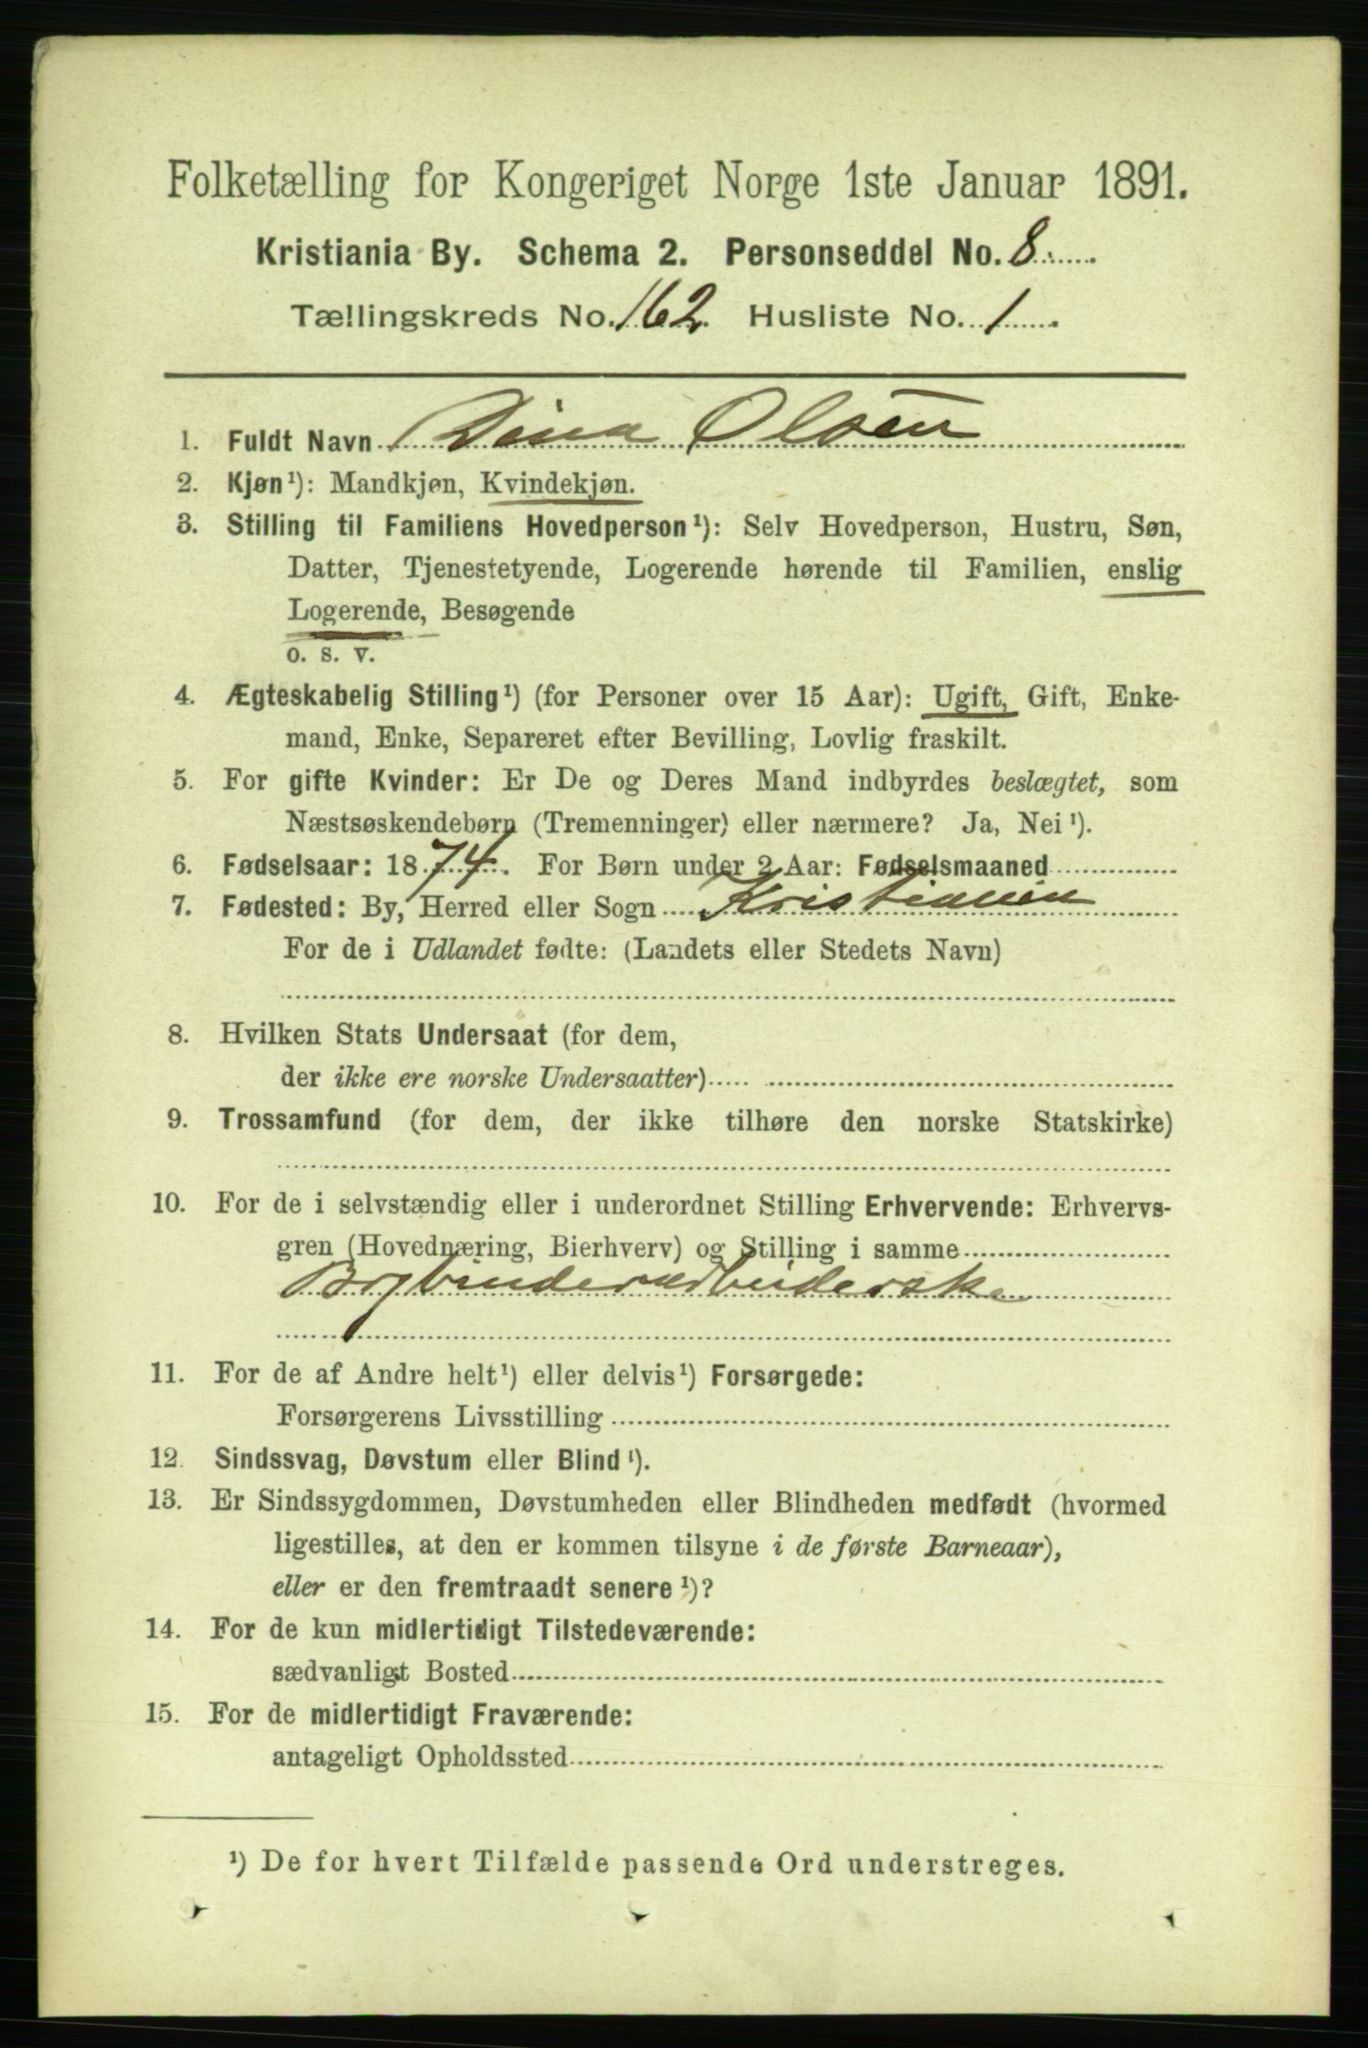 Folketælling for Kongeriget Norge 1ste Januar 1891.
Kristiania By. Schema 2. Personseddel No. 8
Tællingskreds No. 162. Husliste No. 1
1. Fuldt Navn Dina Olsen
2. Kjøn¹): Mandkjøn, Kvindekjøn.
3. Stilling til Familiens Hovedperson¹): Selv Hovedperson, Hustru, Søn,
Datter, Tjenestetyende, Logerende hørende til Familien, enslig
Logerende, Besøgende
o. s. v.
4. Ægteskabelig Stilling¹) (for Personer over 15 Aar): Ugift, Gift, Enke-
mand, Enke, Separeret efter Bevilling, Lovlig fraskilt.
5. For gifte Kvinder: Er De og Deres Mand indbyrdes beslægtet, som
Næstsøskendebørn (Tremenninger) eller nærmere? Ja, Nei¹).
6. Fødselsaar: 1874. For Børn under 2 Aar: Fødselsmaaned
7. Fødested: By, Herred eller Sogn Kristiania
For de i Udlandet fødte: (Landets eller Stedets Navn)
8. Hvilken Stats Undersaat (for dem,
der ikke ere norske Undersaatter)
9. Trossamfund (for dem, der ikke tilhøre den norske Statskirke)
10. For de i selvstændig eller i underordnet Stilling Erhvervende: Erhvervs-
gren (Hovednæring, Bierhverv) og Stilling i samme
Bogbinderarbeiderske
11. For de af Andre helt¹) eller delvis¹) Forsørgede:
Forsørgerens Livsstilling
12. Sindssvag, Døvstum eller Blind¹).
13. Er Sindssygdommen, Døvstumheden eller Blindheden medfødt (hvormed
ligestilles, at den er kommen tilsyne i de første Barneaar),
eller er den fremtraadt senere¹)?
14. For de kun midlertidigt Tilstedeværende:
sædvanligt Bosted
15. For de midlertidigt Fraværende:
antageligt Opholdssted
¹) De for hvert Tilfælde passende Ord understreges.